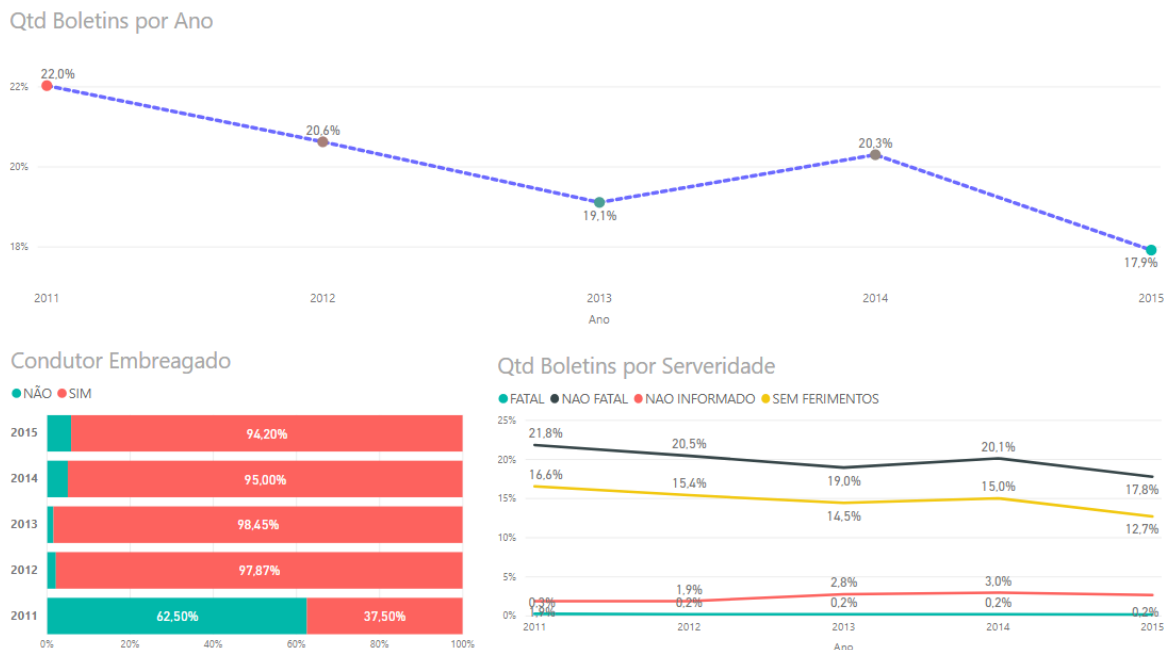 Qtd Boletins por Ano
22,0%
22%
20,6%
20,3%
20%
19,1%
18%
17,9%
2011 2012 2013 2014 2015
Ano
Condutor Embreagado
NÃO SIM
2015 94,20%
2014 95,00%
2013 98,45%
2012 97,87%
2011 62,50% 37,50%
0% 20% 40% 60% 80% 100%
Qtd Boletins por Serveridade
FATAL NAO FATAL NAO INFORMADO SEM FERIMENTOS
25%
21,8% 20,5% 20,1%
20%
19,0% 17,8%
16,6% 15,4% 15,0%
15%
14,5% 12,7%
10%
5%
1,9% 2,8% 3,0%
0,3% 0,2% 0,2% 0,2% 0,2%
0%
1,9%
2011 2012 2013 2014 2015
Ano